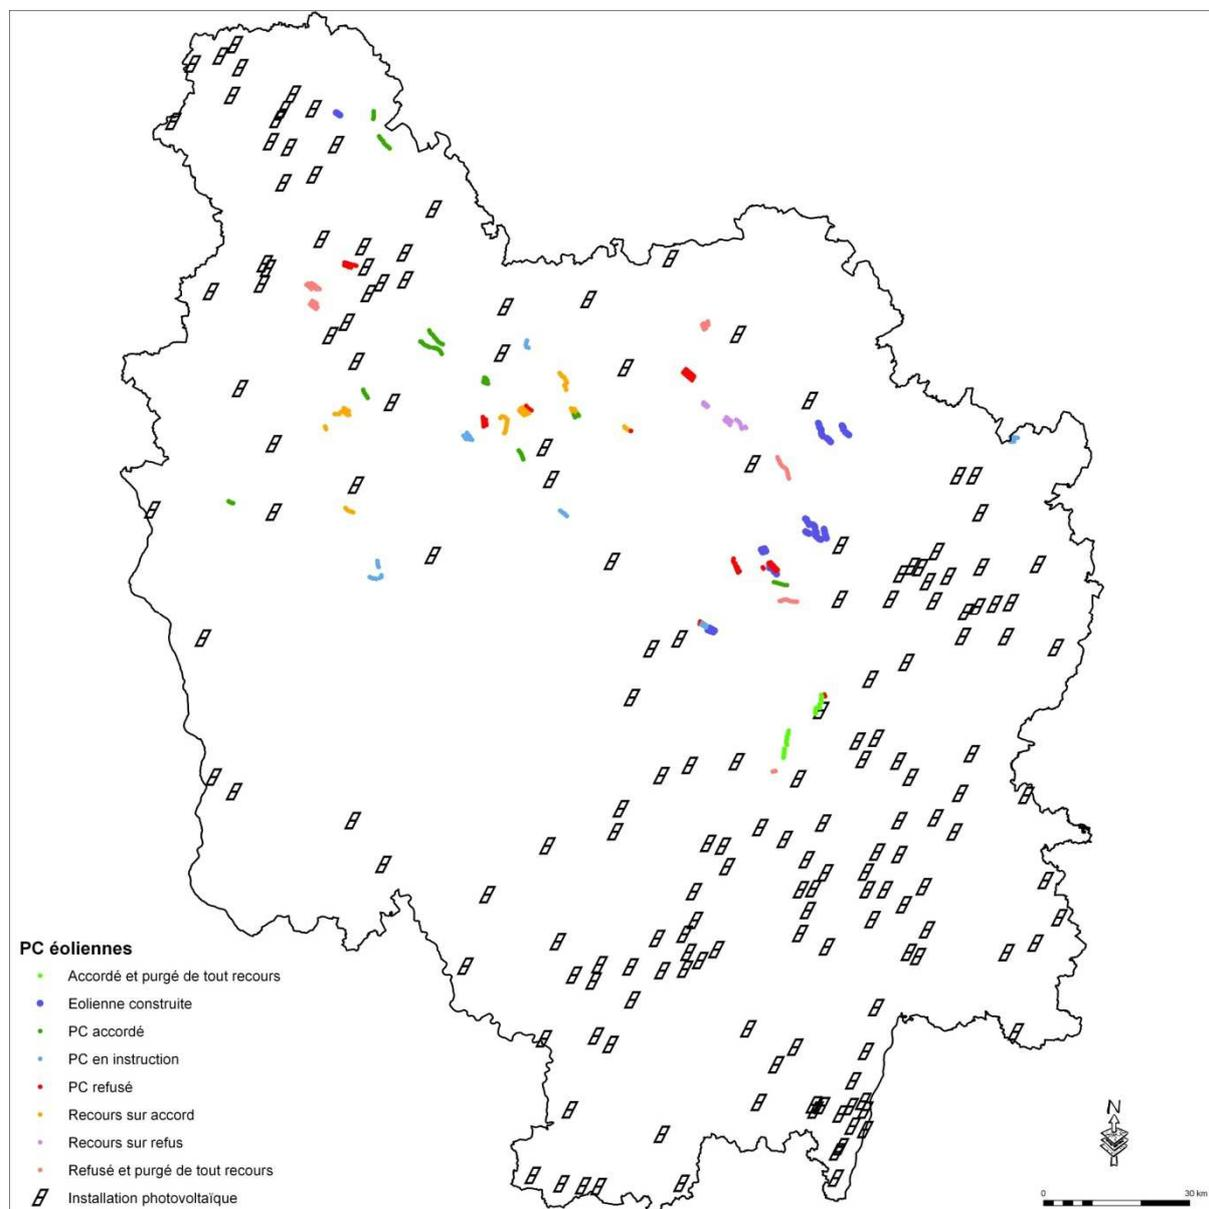 PC éoliennes
Accordé et purgé de tout recours
Eolienne construite
PC accordé
PC en instruction
PC refusé
Recours sur accord
Recours sur refus
Refusé et purgé de tout recours
Installation photovoltaïque
N
0 30 km